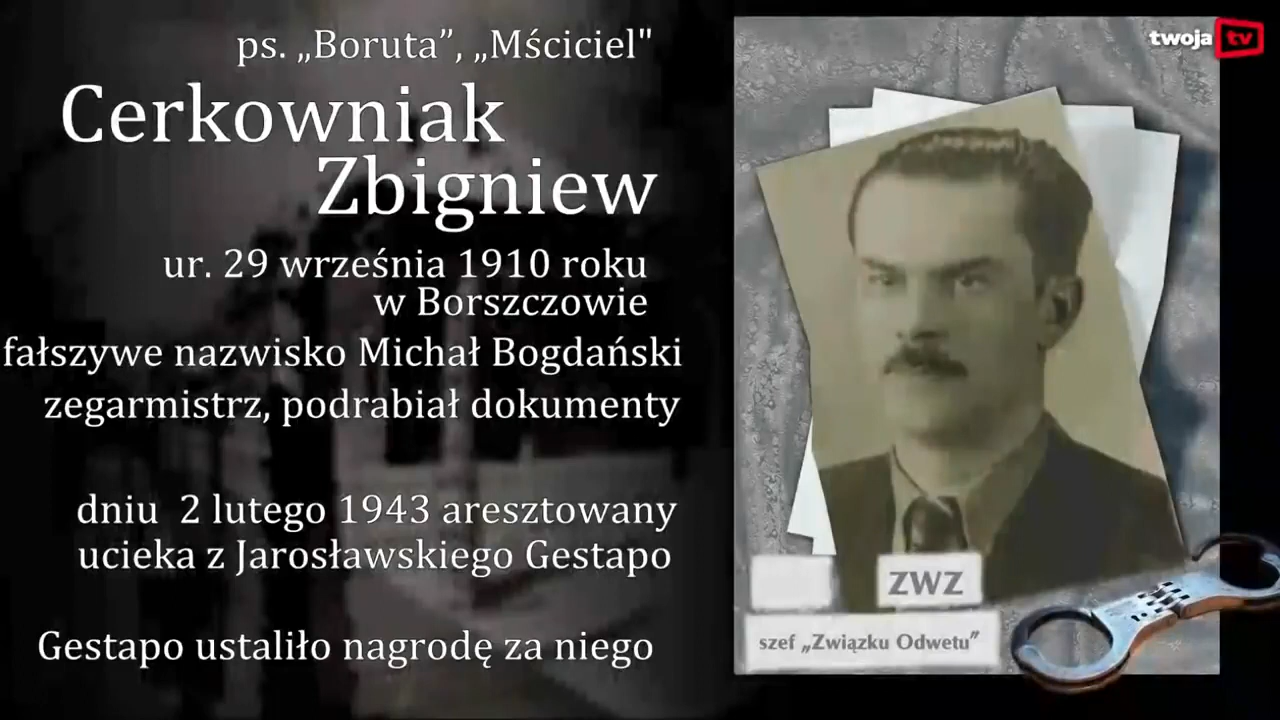 ps. „Boruta”, „Mściciel"
Cerkowniak
Zbigniew
ur. 29 września 1910 roku
w Borszczowie
fałszywe nazwisko Michał Bogdański
zegarmistrz, podrabiał dokumenty
dniu 2 lutego 1943 aresztowany
ucieka z Jarosławskiego Gestapo
Gestapo ustaliło nagrodę za niego
twoja tv
ZWZ
szef „Związku Odwetu”